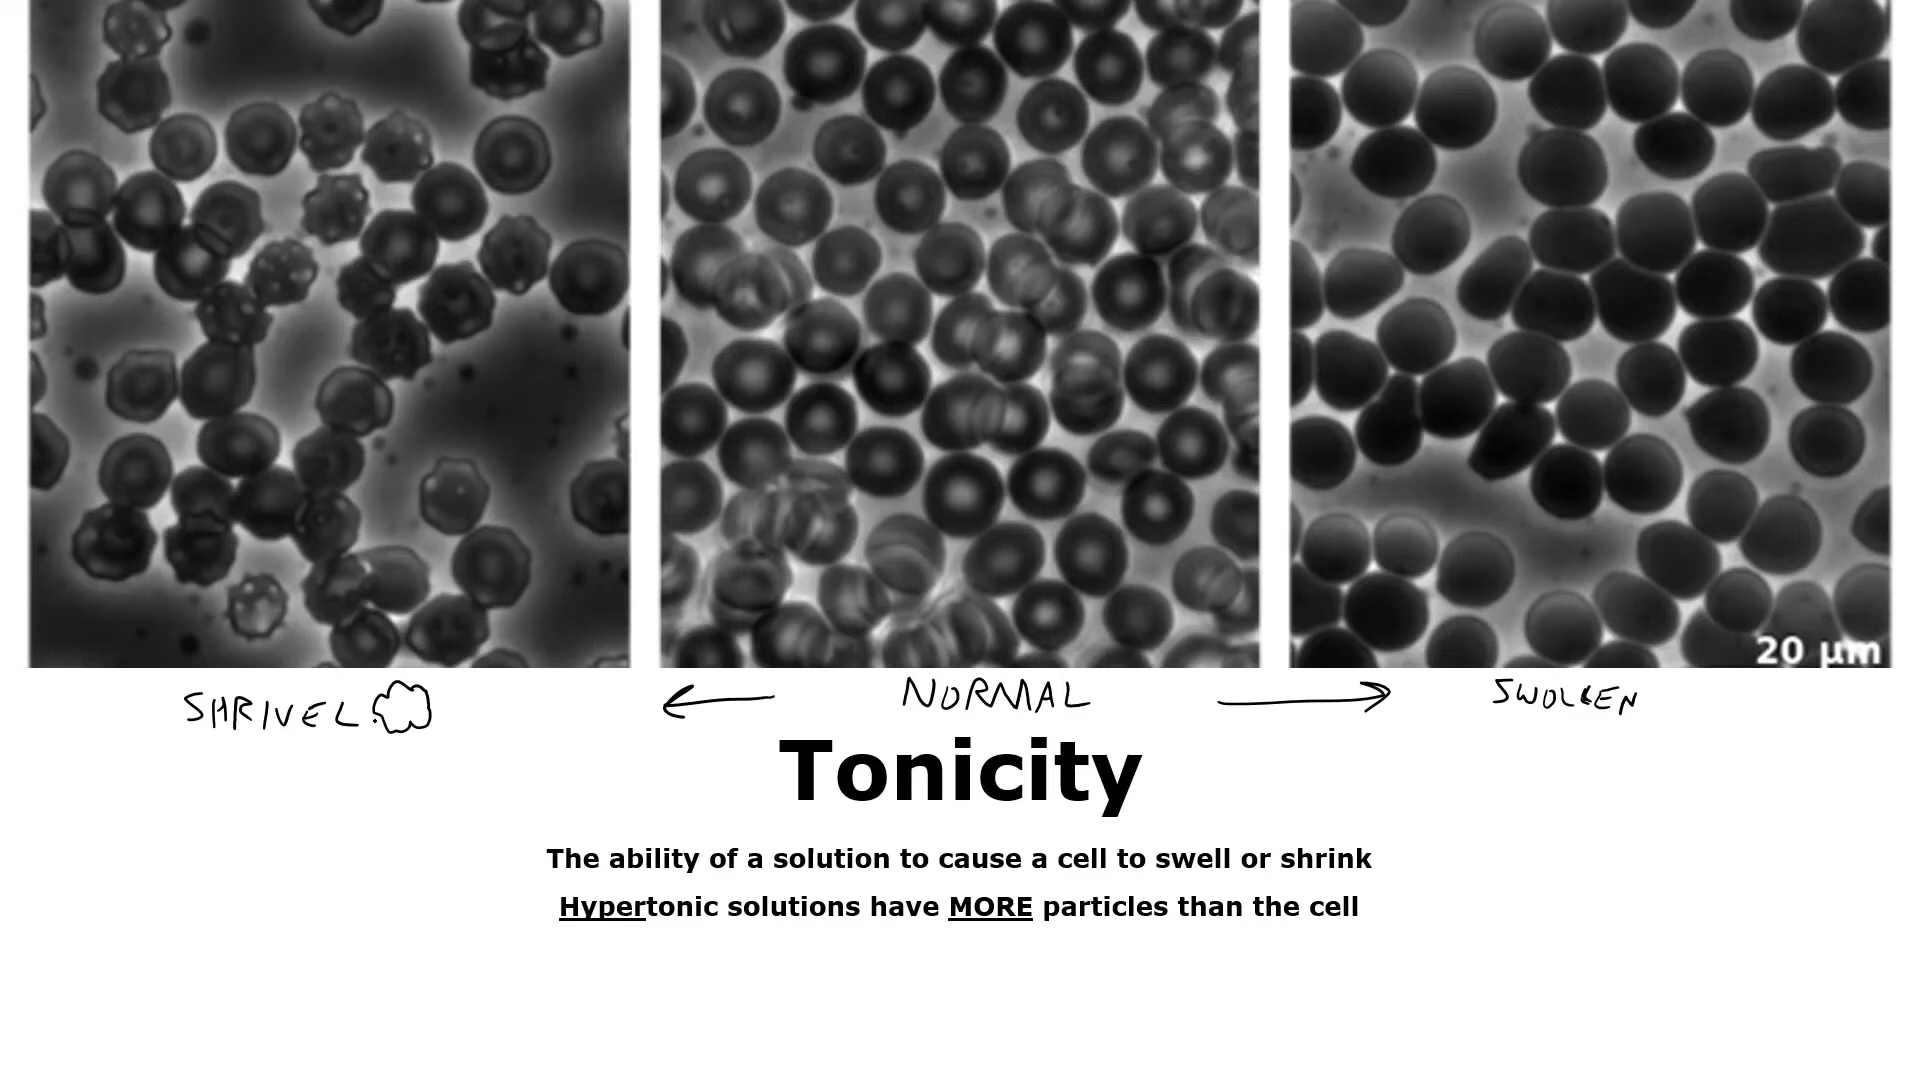 20 µm
SHRIVEL ← NORMAL → SWOLLEN
Tonicity
The ability of a solution to cause a cell to swell or shrink
Hypertonic solutions have MORE particles than the cell